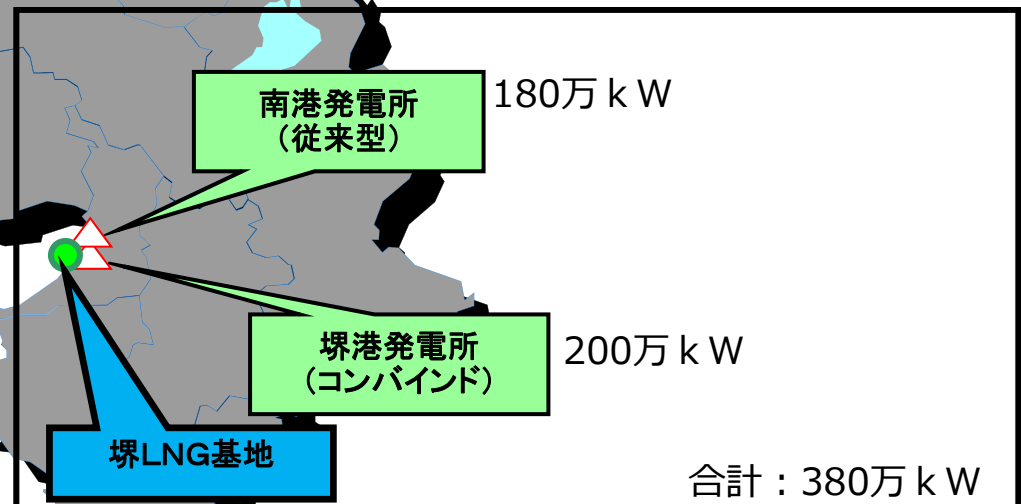 南港発電所
（従来型）
180万ｋW
堺港発電所
（コンバインド）
200万ｋW
堺LNG基地
合計：380万ｋW